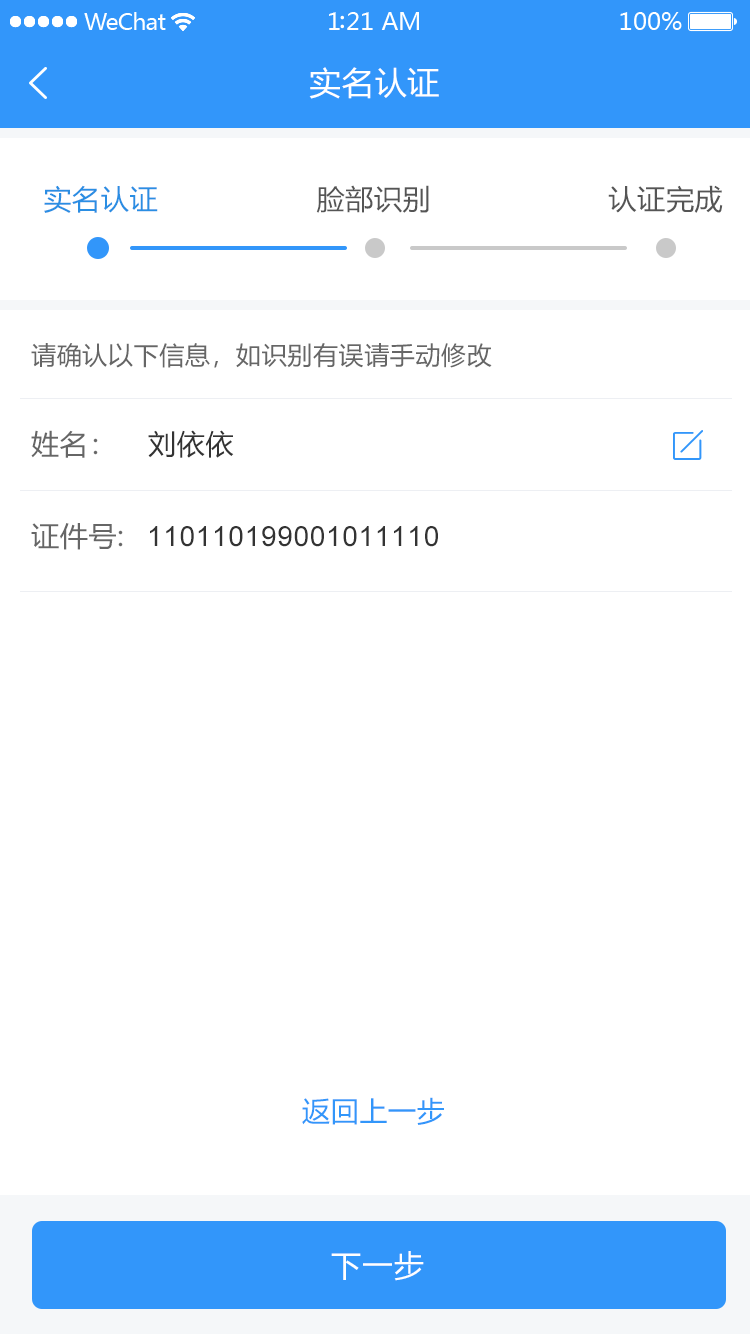 WeChat 1:21 AM 100%
实名认证
实名认证 脸部识别 认证完成
请确认以下信息，如识别有误请手动修改
姓名： 刘依依
证件号: 110110199001011110
返回上一步
下一步